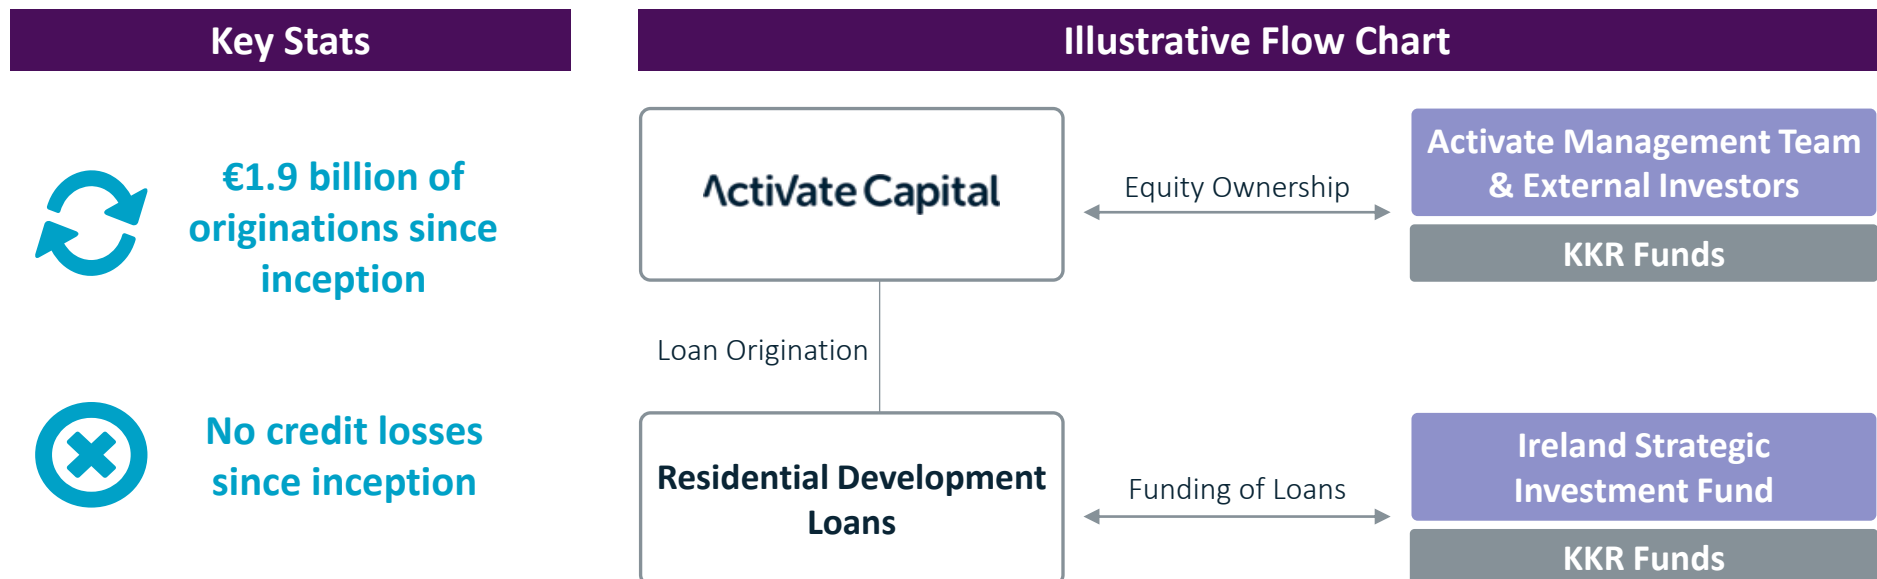 Key Stats
€1.9 billion of
originations since
inception
No credit losses
since inception
Illustrative Flow Chart
Activate Capital
Equity Ownership
Activate Management Team
& External Investors
KKR Funds
Loan Origination
Residential Development
Loans
Funding of Loans
Ireland Strategic
Investment Fund
KKR Funds